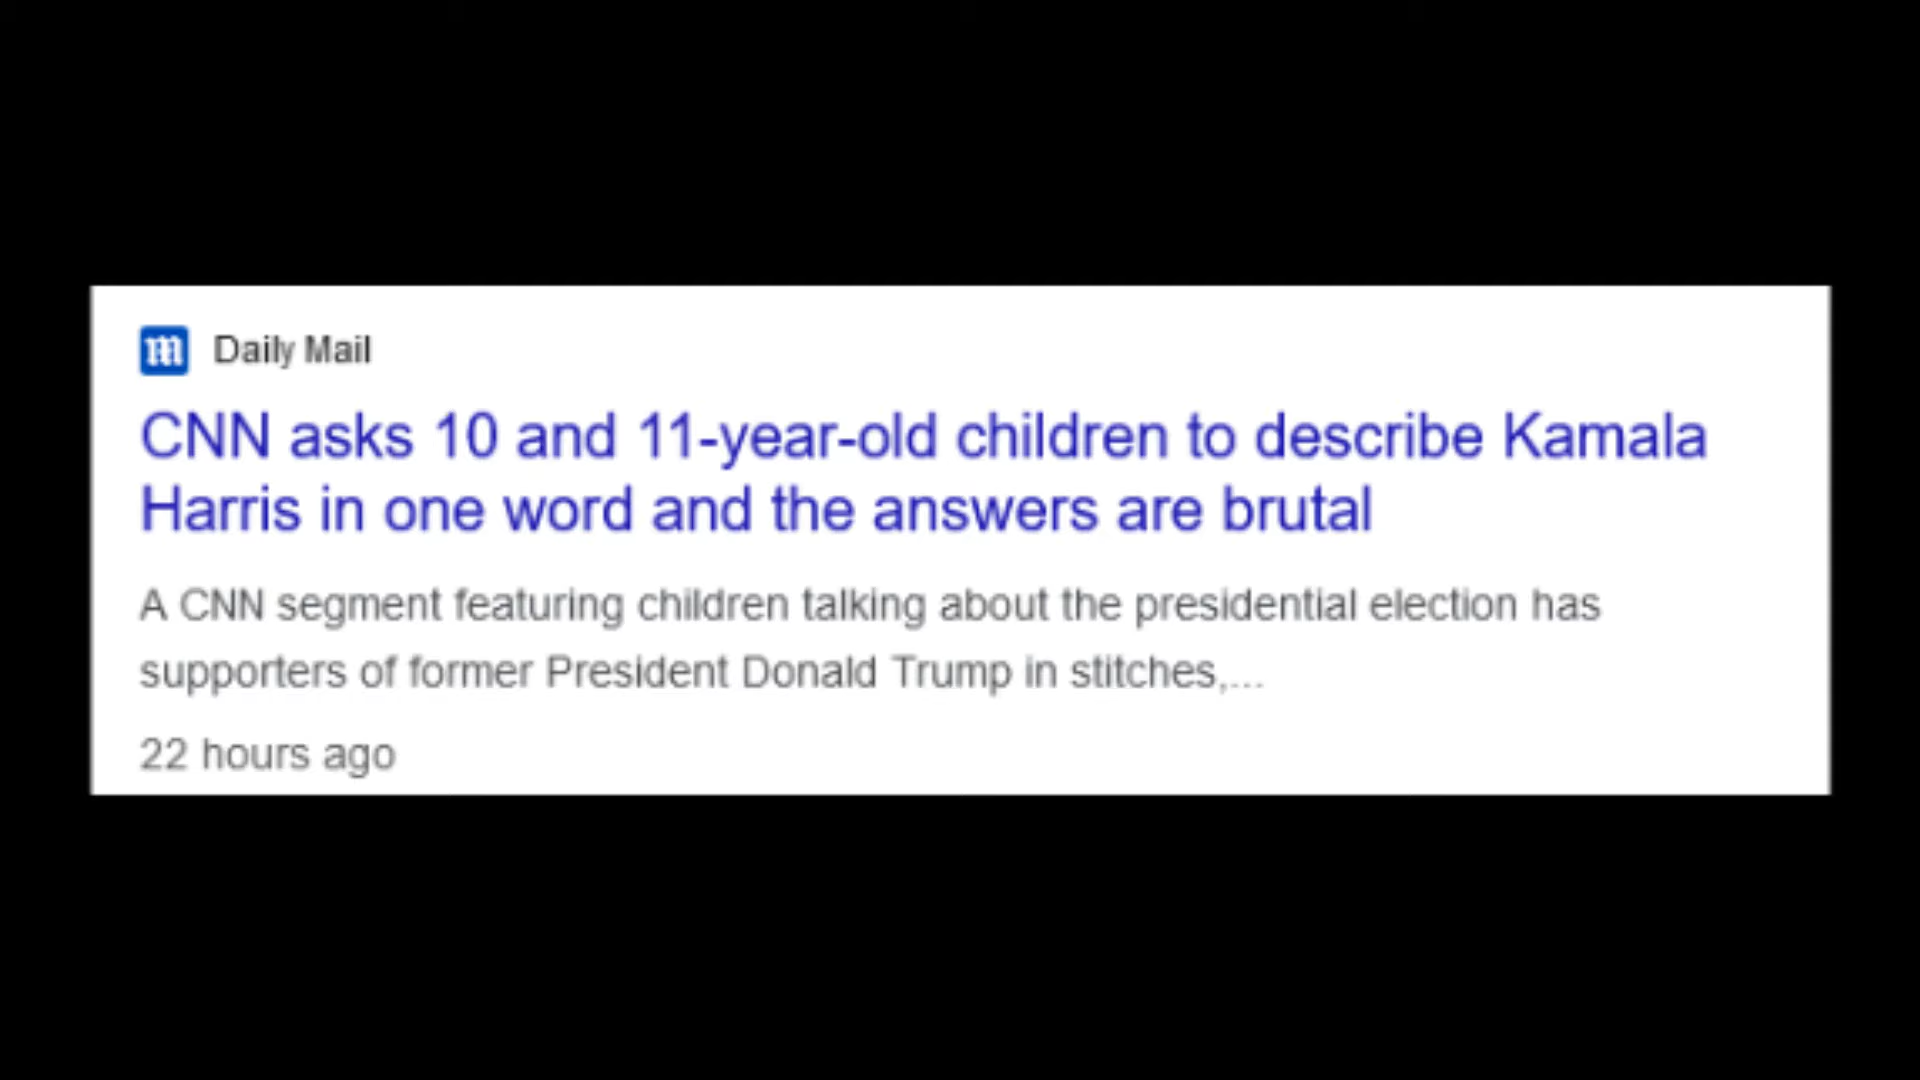 Daily Mail
CNN asks 10 and 11-year-old children to describe Kamala
Harris in one word and the answers are brutal
A CNN segment featuring children talking about the presidential election has
supporters of former President Donald Trump in stitches,...
22 hours ago